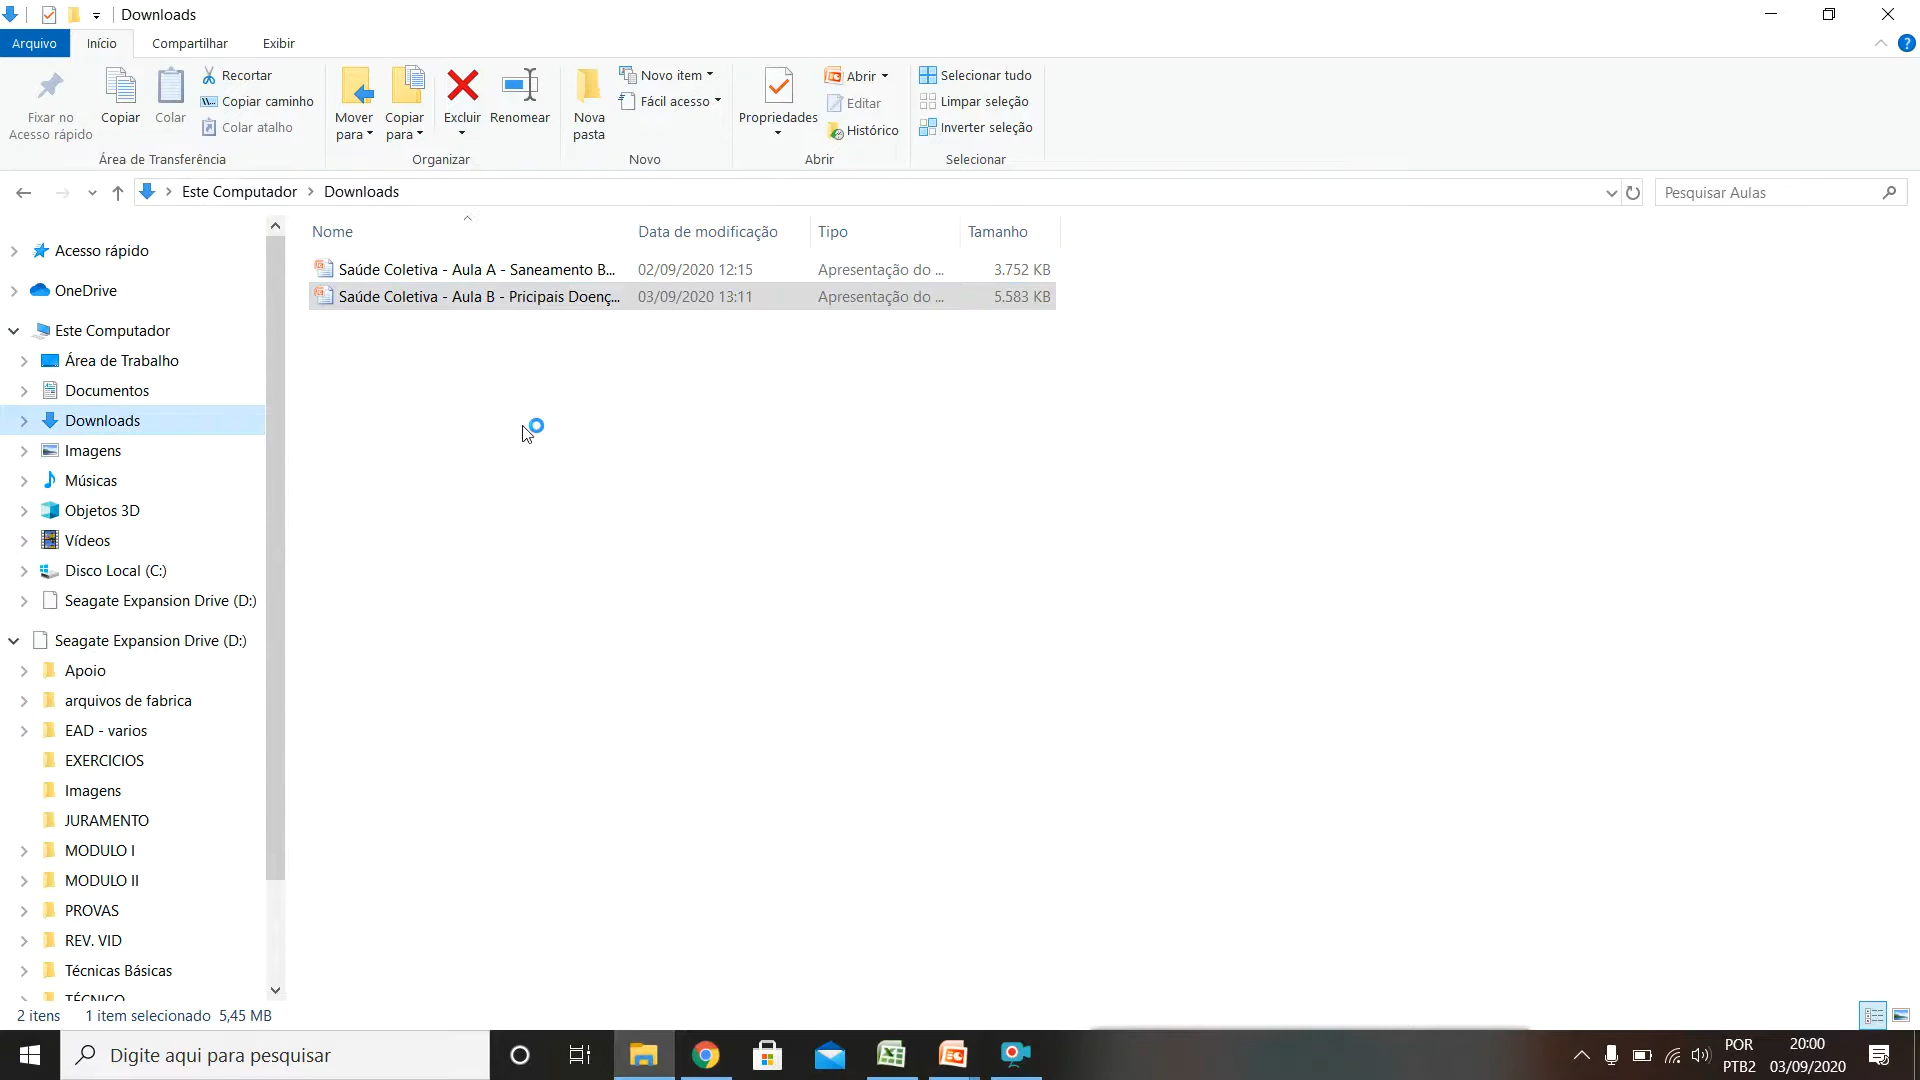 Downloads
Arquivo Início Compartilhar Exibir
Fixar no Acesso rápido
Copiar
Colar
Recortar
Copiar caminho
Colar atalho
Área de Transferência
Mover para
Copiar para
Excluir
Renomear
Organizar
Nova pasta
Novo item
Fácil acesso
Novo
Propriedades
Abrir
Editar
Histórico
Abrir
Selecionar tudo
Limpar seleção
Inverter seleção
Selecionar
Este Computador Downloads
Pesquisar Aulas
Nome Data de modificação Tipo Tamanho
Saúde Coletiva - Aula A - Saneamento B... 02/09/2020 12:15 Apresentação do ... 3.752 KB
Saúde Coletiva - Aula B - Pricipais Doenç... 03/09/2020 13:11 Apresentação do ... 5.583 KB
Acesso rápido
OneDrive
Este Computador
Área de Trabalho
Documentos
Downloads
Imagens
Músicas
Objetos 3D
Vídeos
Disco Local (C:)
Seagate Expansion Drive (D:)
Seagate Expansion Drive (D:)
Apoio
arquivos de fabrica
EAD - varios
EXERCICIOS
Imagens
JURAMENTO
MODULO I
MODULO II
PROVAS
REV. VID
Técnicas Básicas
TÉCNICO
2 itens 1 item selecionado 5,45 MB
Digite aqui para pesquisar
POR
PTB2
20:00
03/09/2020